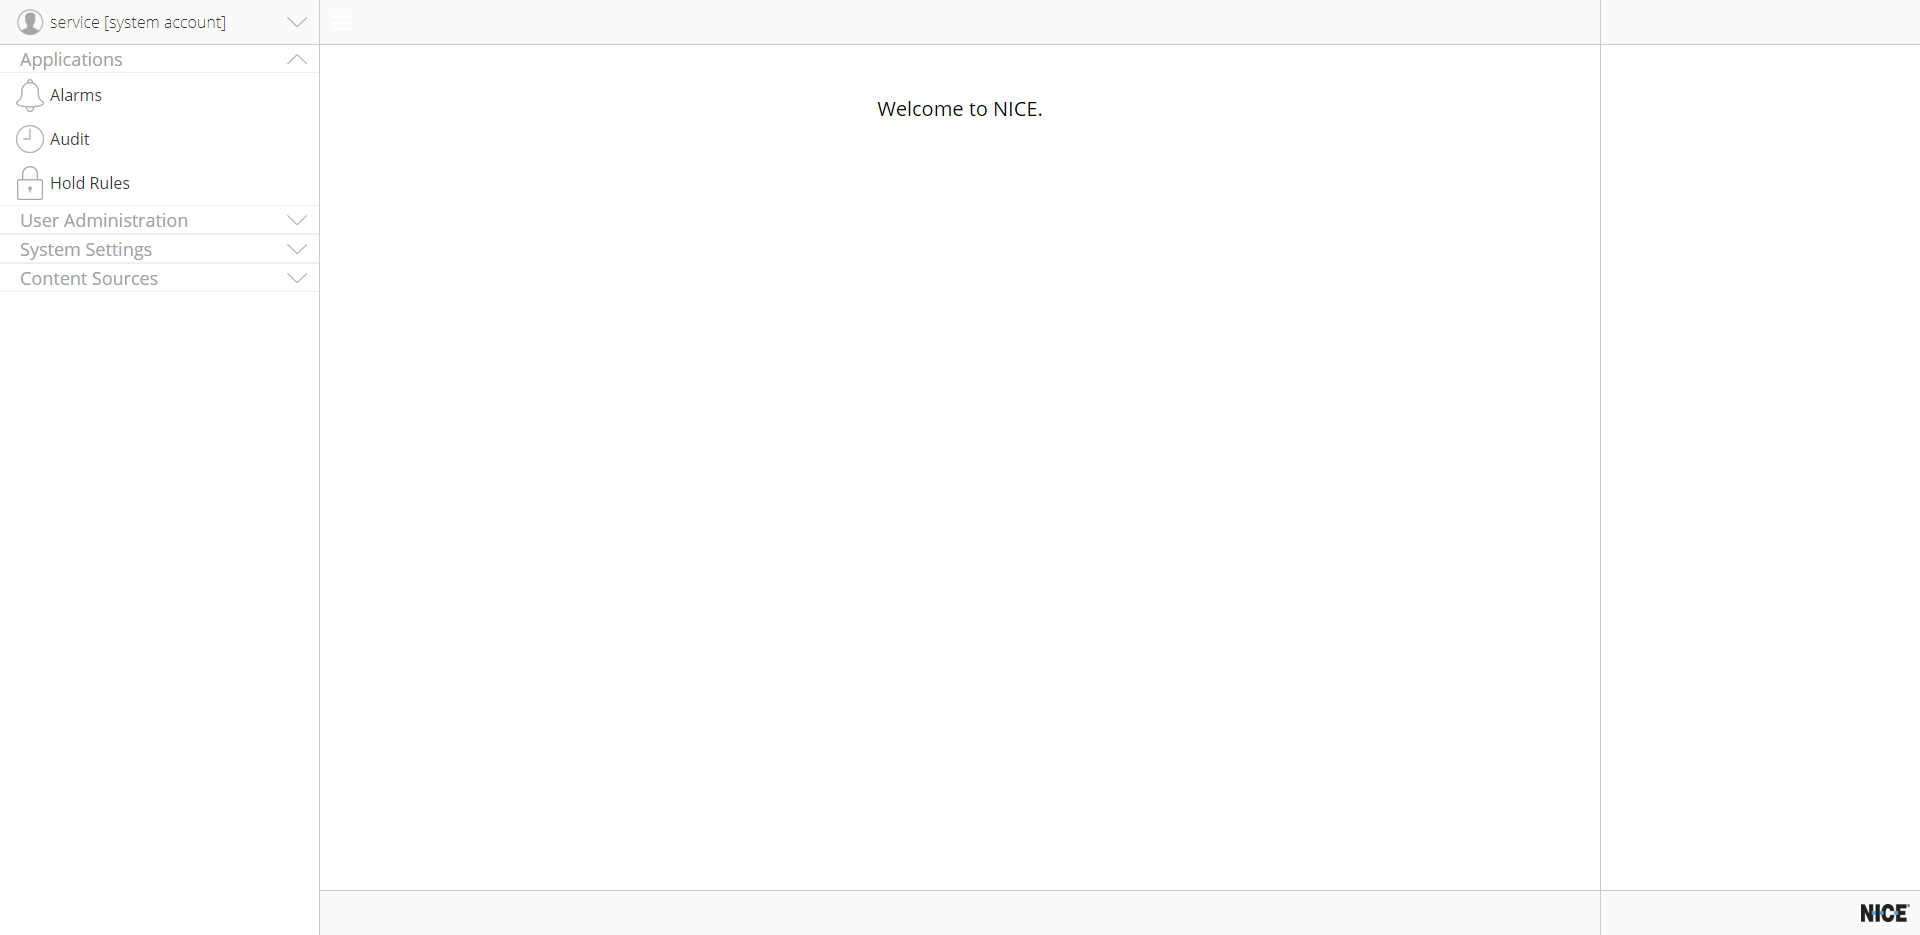 service [system account]
Applications
Alarms
Audit
Hold Rules
User Administration
System Settings
Content Sources
Welcome to NICE.
NICE